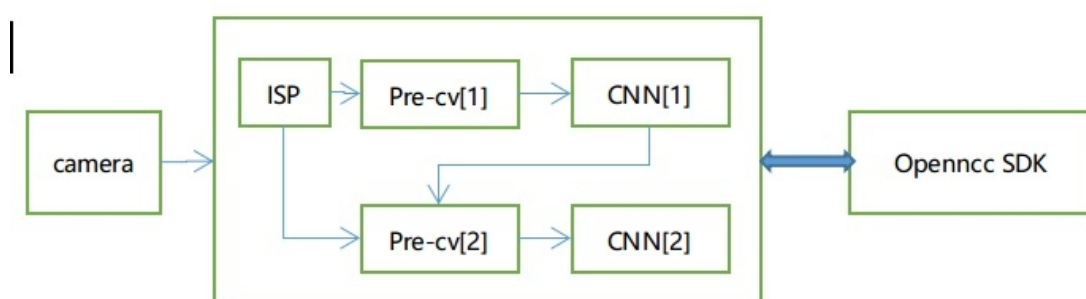 camera
ISP
Pre-cv[1]
CNN[1]
Pre-cv[2]
CNN[2]
Openncc SDK